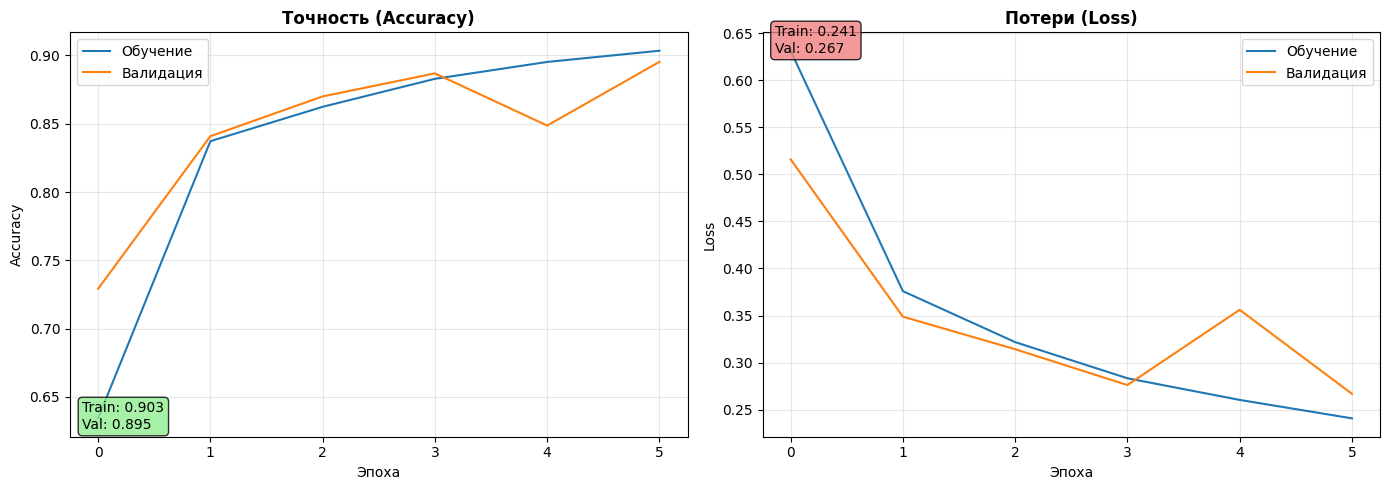 Точность (Accuracy)
Обучение
Валидация
0.90
0.85
0.80
0.75
0.70
0.65
Accuracy
Train: 0.903
Val: 0.895
0 1 2 3 4 5
Эпоха
Потери (Loss)
Train: 0.241
Val: 0.267
Обучение
Валидация
0.65
0.60
0.55
0.50
0.45
0.40
0.35
0.30
0.25
Loss
0 1 2 3 4 5
Эпоха